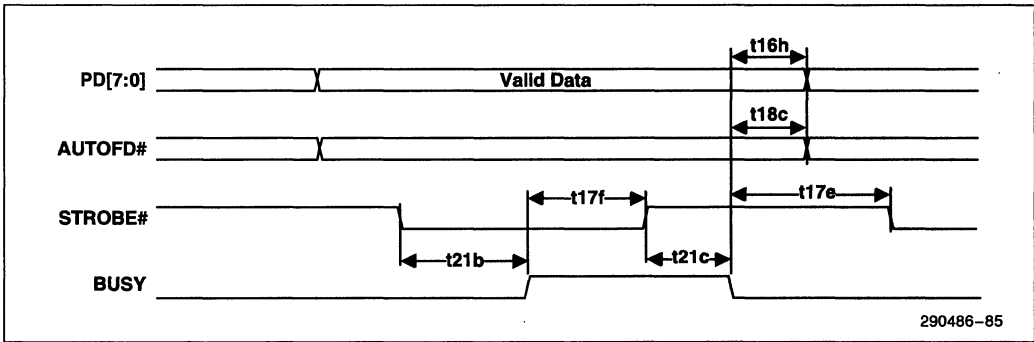 t16h
PD[7:0]
Valid Data
t18c
AUTOFD#
t17f
t17e
STROBE#
t21b
t21c
BUSY
290486-85